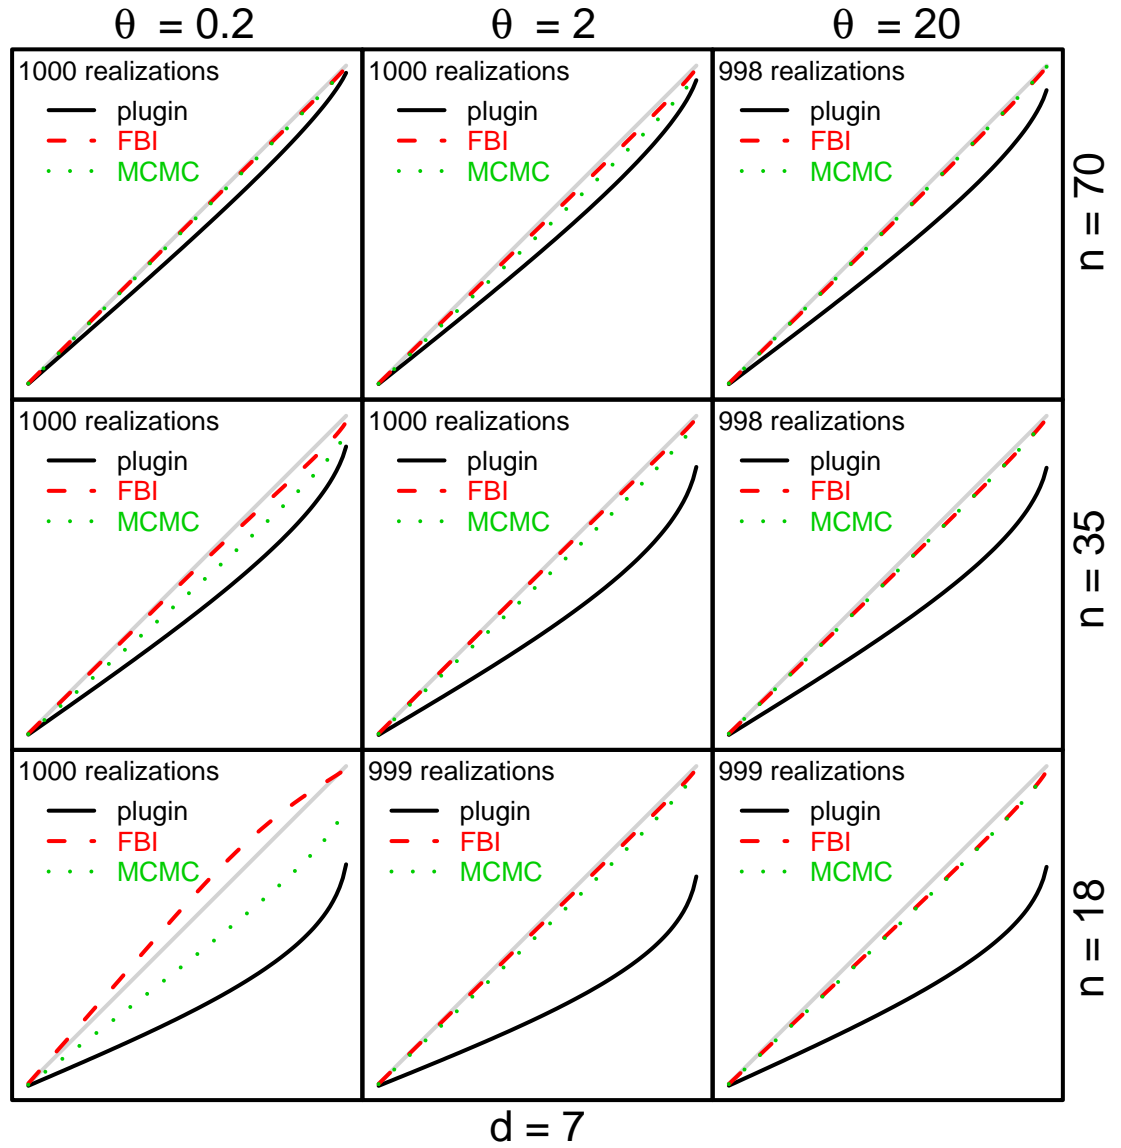 θ = 0.2
θ = 2
θ = 20
1000 realizations
plugin
FBI
MCMC
1000 realizations
plugin
FBI
MCMC
998 realizations
plugin
FBI
MCMC
n = 70
1000 realizations
plugin
FBI
MCMC
1000 realizations
plugin
FBI
MCMC
998 realizations
plugin
FBI
MCMC
n = 35
1000 realizations
plugin
FBI
MCMC
999 realizations
plugin
FBI
MCMC
999 realizations
plugin
FBI
MCMC
n = 18
d = 7